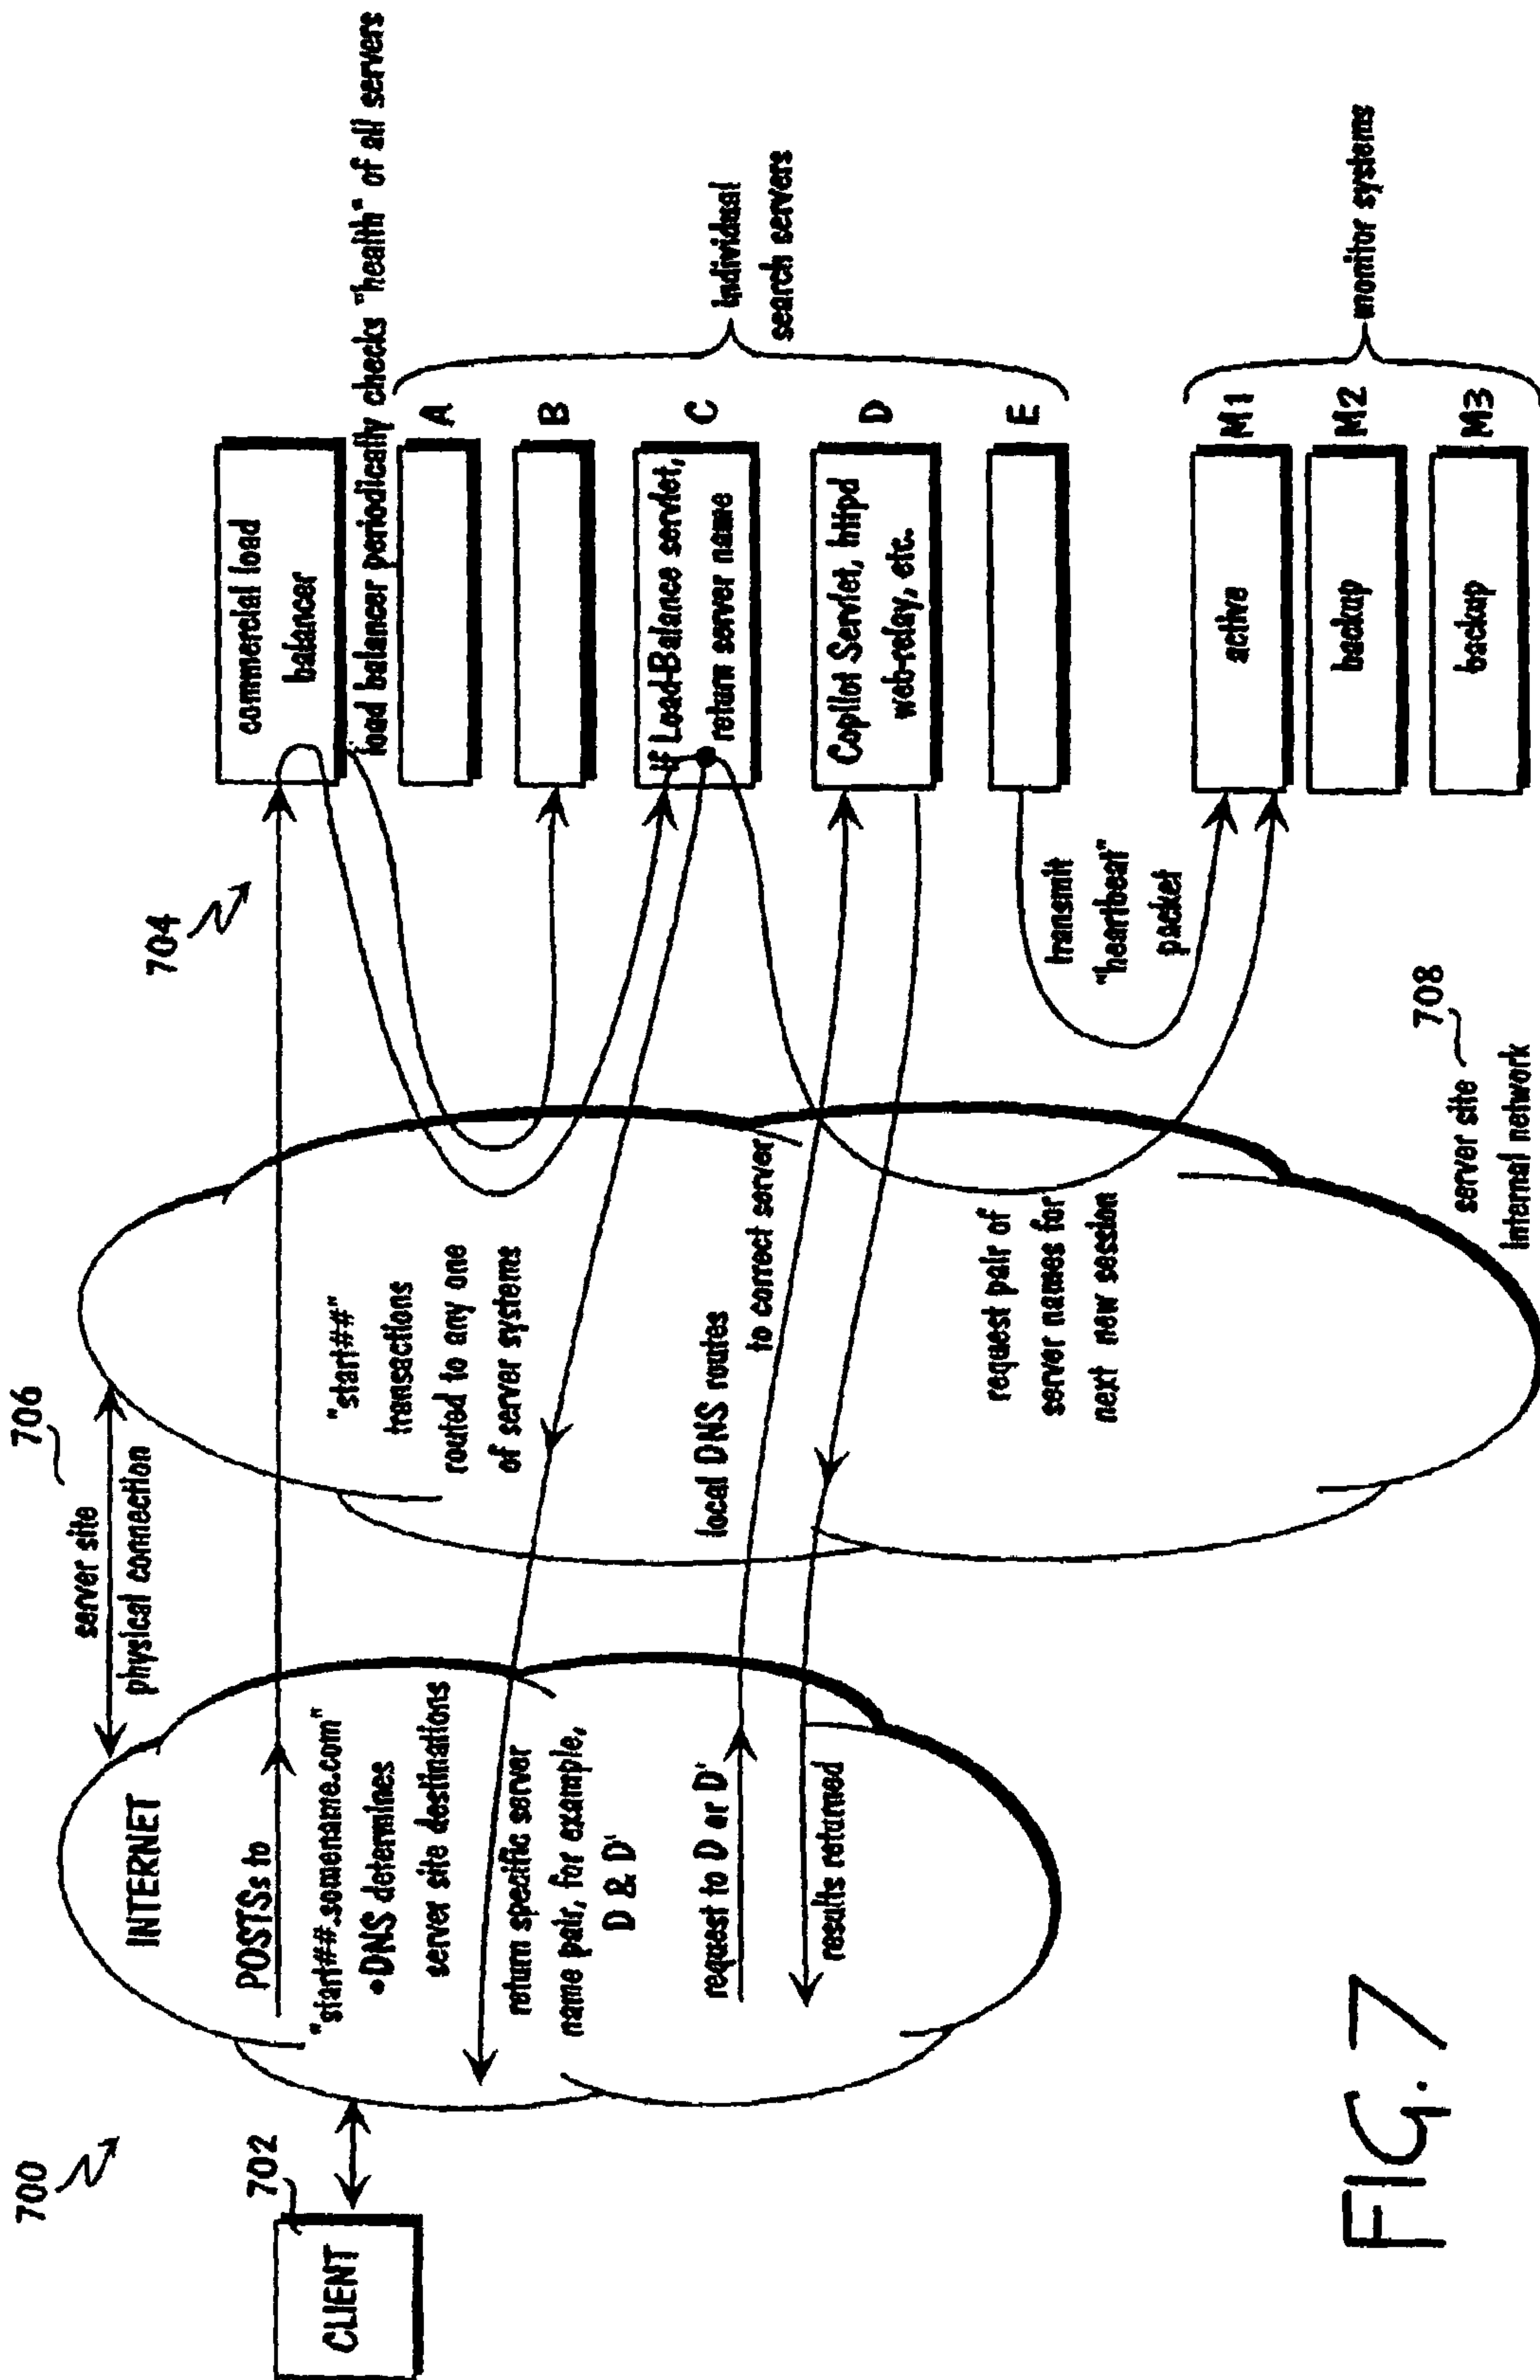 700
CLIENT
702
INTERNET
POSTSs to
"start##.somename.com"
•DNS determines
server site destinations
return specific server
name pair, for example,
D & D'
request to D or D'
results returned
706
server site
physical connection
"start##"
transactions
routed to any one
of server systems
local DNS routes
to correct server
request pair of
server names for
next new session
server site
internal network
708
704
commercial load
balancer
load balancer periodically checks "health" of all servers
A
B
if Load-Balance servlet,
return server name
C
Copilot Servlet, httpd
web-relay, etc.
D
E
individual
search servers
transmit
"heartbeat"
packet
active
M1
backup
M2
backup
M3
monitor systems
FIG. 7